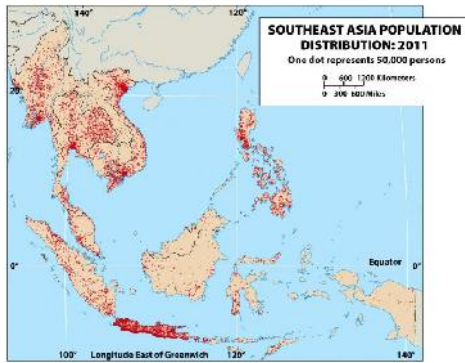 140°
120°
SOUTHEAST ASIA POPULATION
DISTRIBUTION: 2011
One dot represents 50,000 persons
0 600 1200 Kilometers
0 300 600 Miles
20°
Equator
0°
0°
100°
Longitude East of Greenwich
120°
140°